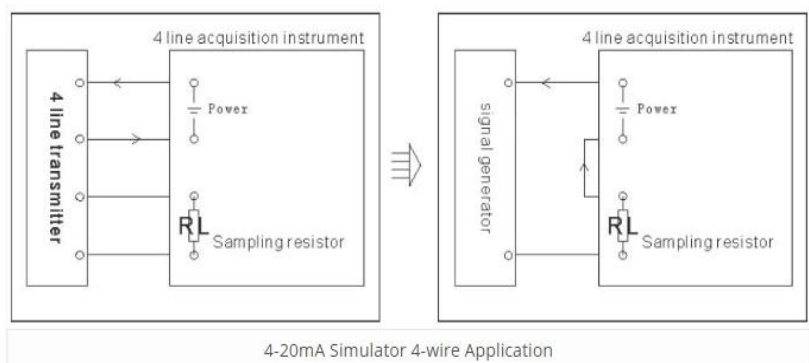 4 line acquisition instrument
4 line transmitter
Power
RL
Sampling resistor
4 line acquisition instrument
signal generator
Power
RL
Sampling resistor
4-20mA Simulator 4-wire Application